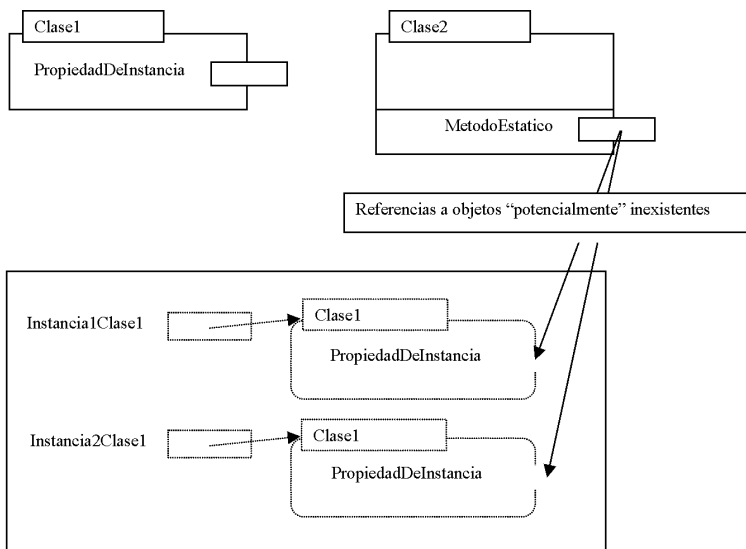 Clase1
Clase2
PropiedadDeInstancia
MetodoEstatico
Referencias a objetos “potencialmente” inexistentes
Instancia1Clase1
Clase1
PropiedadDeInstancia
Instancia2Clase1
Clase1
PropiedadDeInstancia